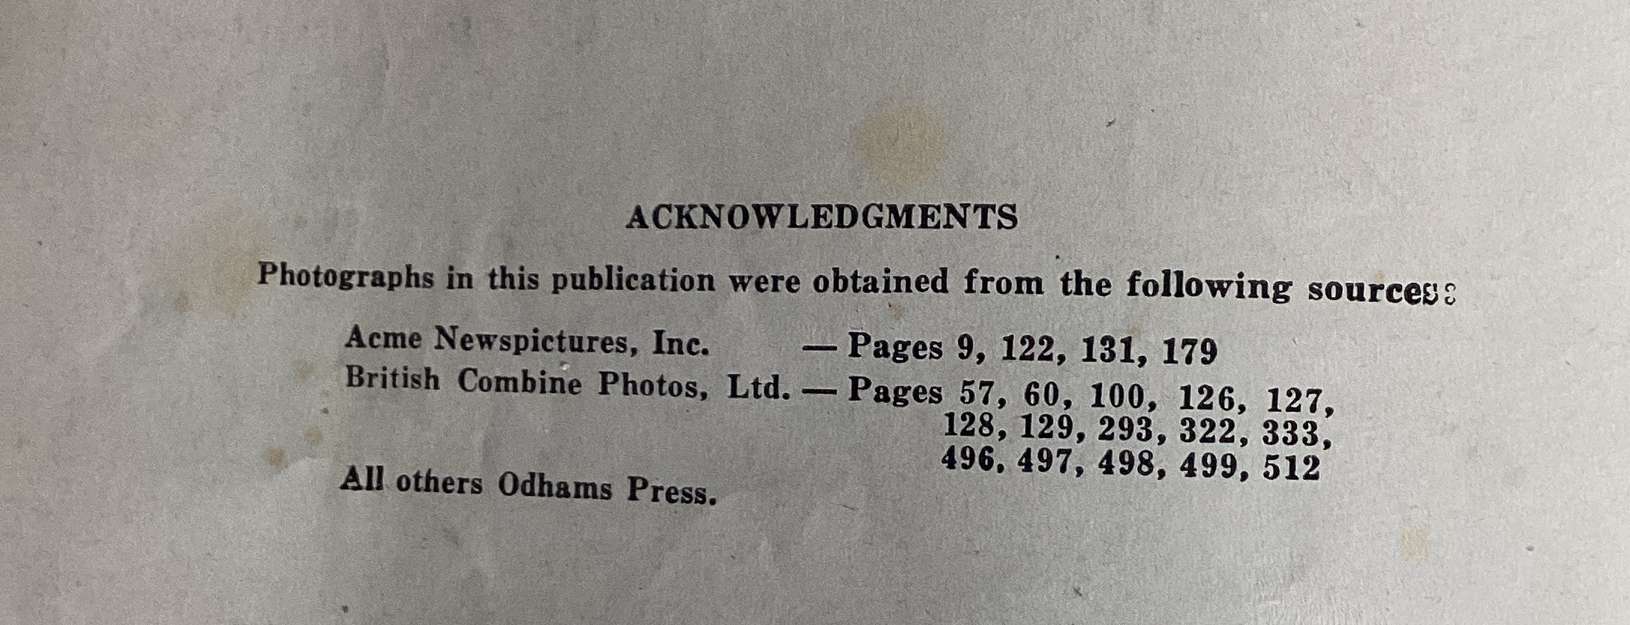 ACKNOWLEDGMENTS
Photographs in this publication were obtained from the following sources:
Acme Newspictures, Inc. — Pages 9, 122, 131, 179
British Combine Photos, Ltd. — Pages 57, 60, 100, 126, 127,
128, 129, 293, 322, 333,
496, 497, 498, 499, 512
All others Odhams Press.